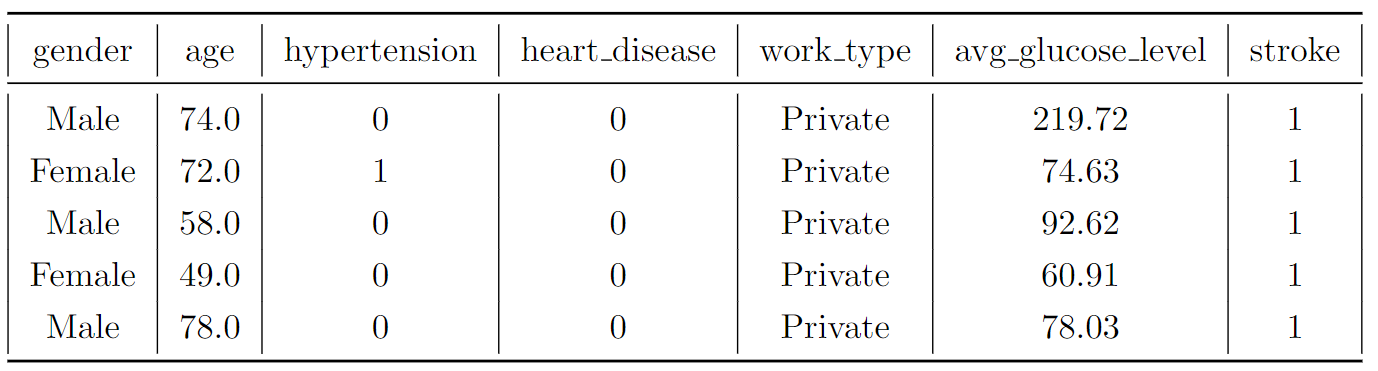 gender age hypertension heart_disease work_type avg_glucose_level stroke
Male 74.0 0 0 Private 219.72 1
Female 72.0 1 0 Private 74.63 1
Male 58.0 0 0 Private 92.62 1
Female 49.0 0 0 Private 60.91 1
Male 78.0 0 0 Private 78.03 1